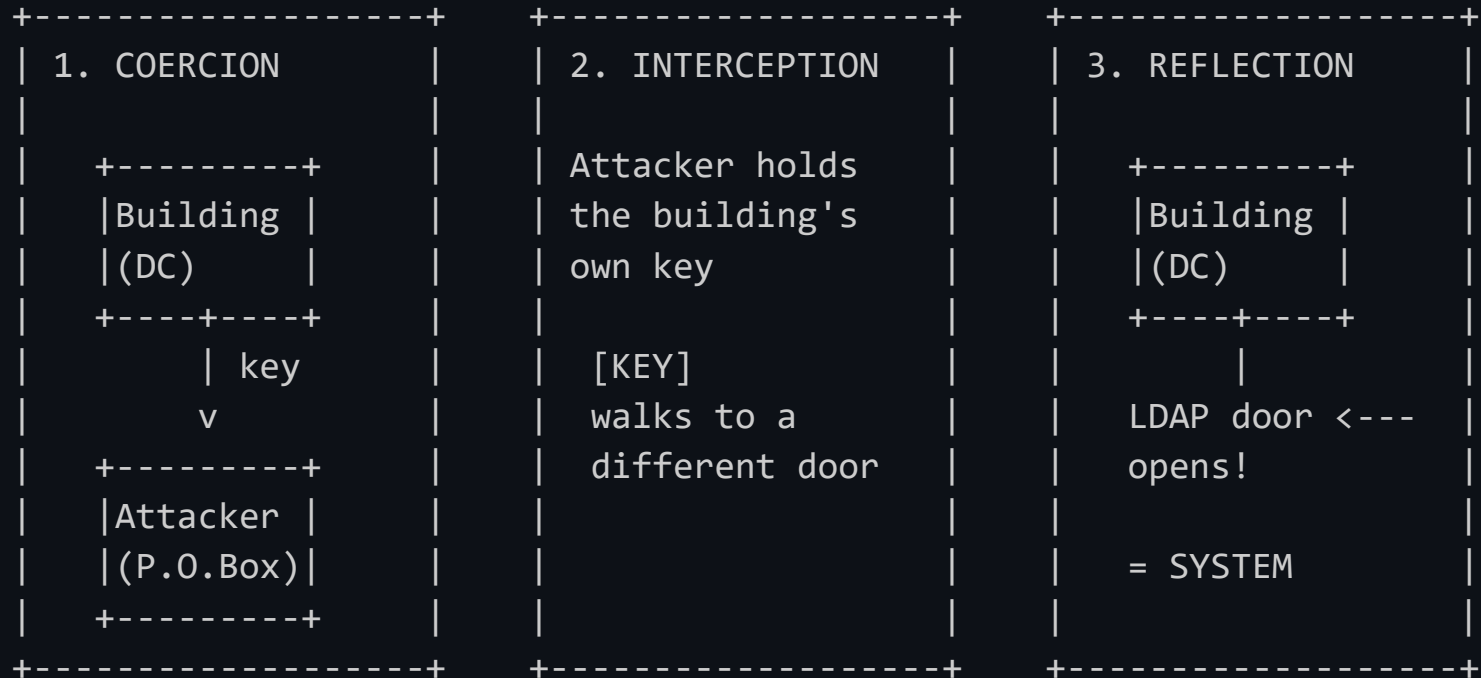 1. COERCION
Building
(DC)
key
v
Attacker
(P.O.Box)
2. INTERCEPTION
Attacker holds
the building's
own key
[KEY]
walks to a
different door
3. REFLECTION
Building
(DC)
LDAP door <---
opens!
= SYSTEM